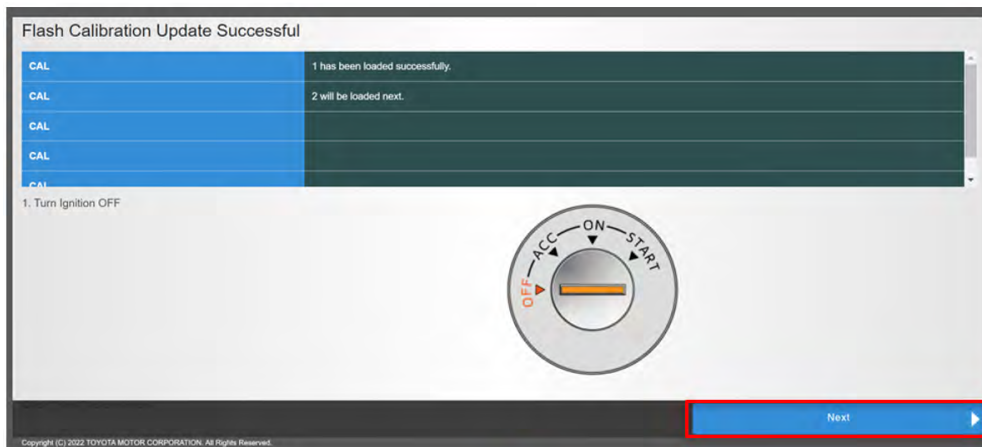 Flash Calibration Update Successful
CAL 1 has been loaded successfully.
CAL 2 will be loaded next.
CAL
CAL
CAL
1. Turn Ignition OFF
OFF ACC ON START
Next
Copyright (C) 2022 TOYOTA MOTOR CORPORATION. All Rights Reserved.